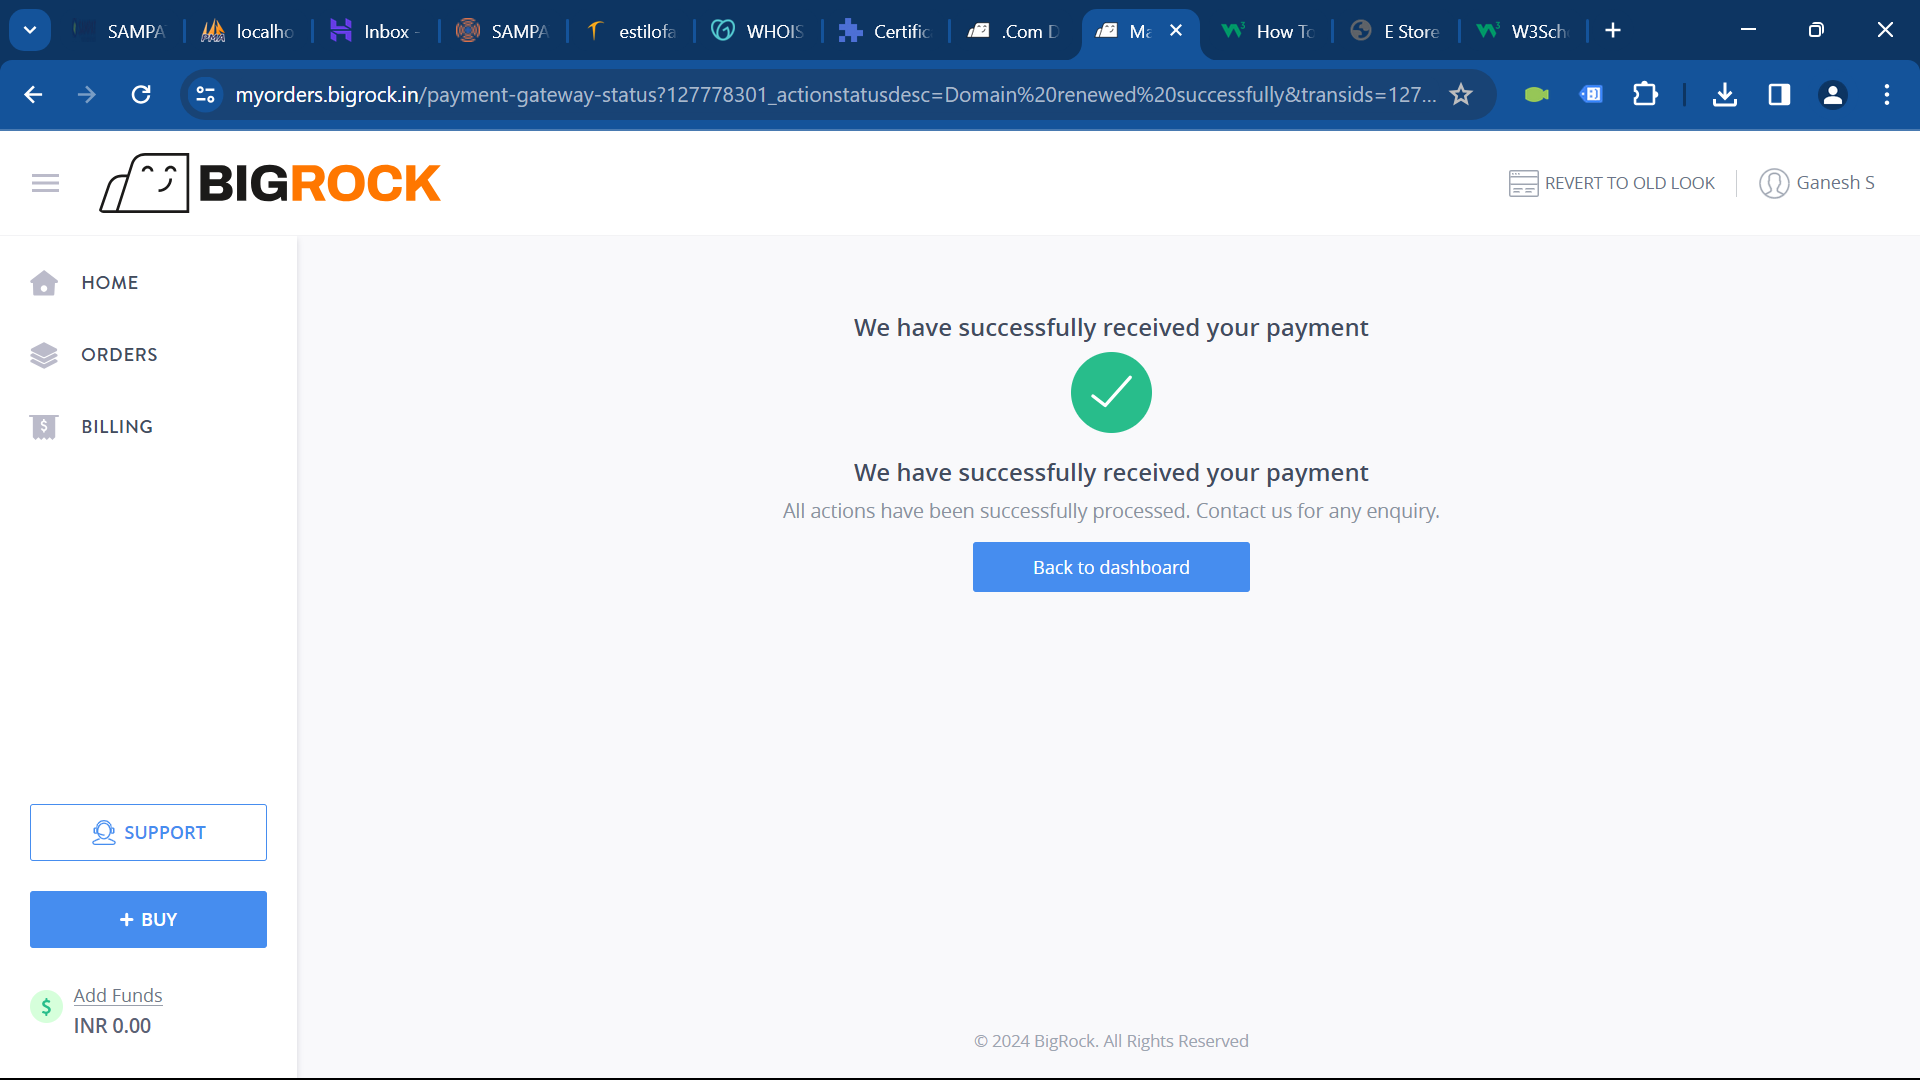 SAMPA
localho
Inbox -
SAMPA
estilofa
WHOIS
Certific
.Com D
Ma
How To
E Store
W3Sch
myorders.bigrock.in/payment-gateway-status?127778301_actionstatusdesc=Domain%20renewed%20successfully&transids=127...
BIGROCK
REVERT TO OLD LOOK
Ganesh S
HOME
ORDERS
BILLING
We have successfully received your payment
We have successfully received your payment
All actions have been successfully processed. Contact us for any enquiry.
Back to dashboard
SUPPORT
+ BUY
$ Add Funds
INR 0.00
© 2024 BigRock. All Rights Reserved